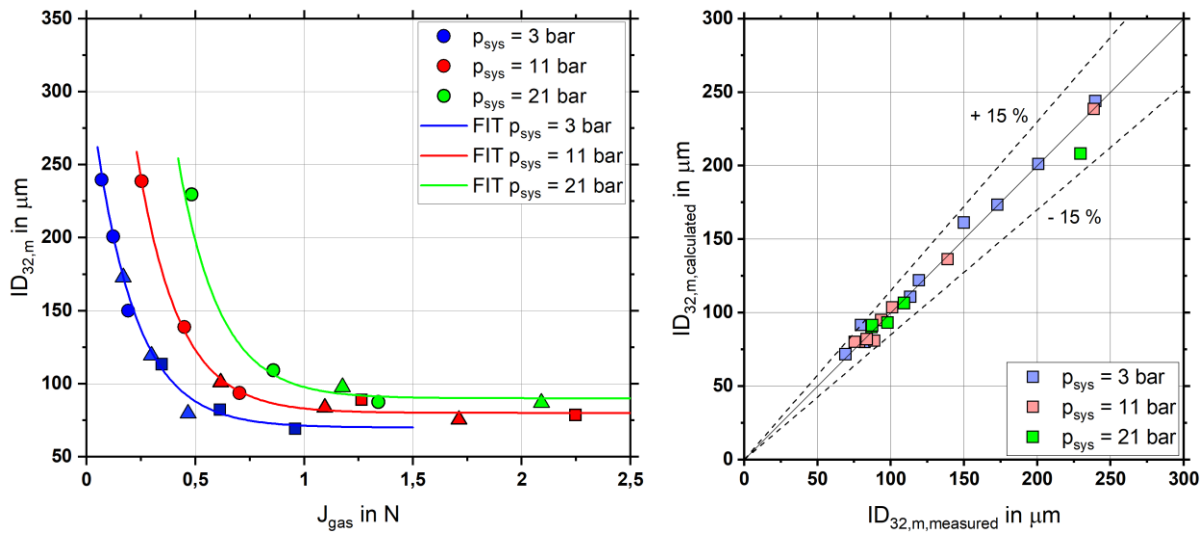 350
300
250
200
150
100
50
ID32,m in μm
0
0,5
1
1,5
2
2,5
Jgas in N
psys = 3 bar
psys = 11 bar
psys = 21 bar
FIT psys = 3 bar
FIT psys = 11 bar
FIT psys = 21 bar
300
250
200
150
100
50
0
ID32,m,calculated in μm
0
50
100
150
200
250
300
ID32,m,measured in μm
+ 15 %
- 15 %
psys = 3 bar
psys = 11 bar
psys = 21 bar